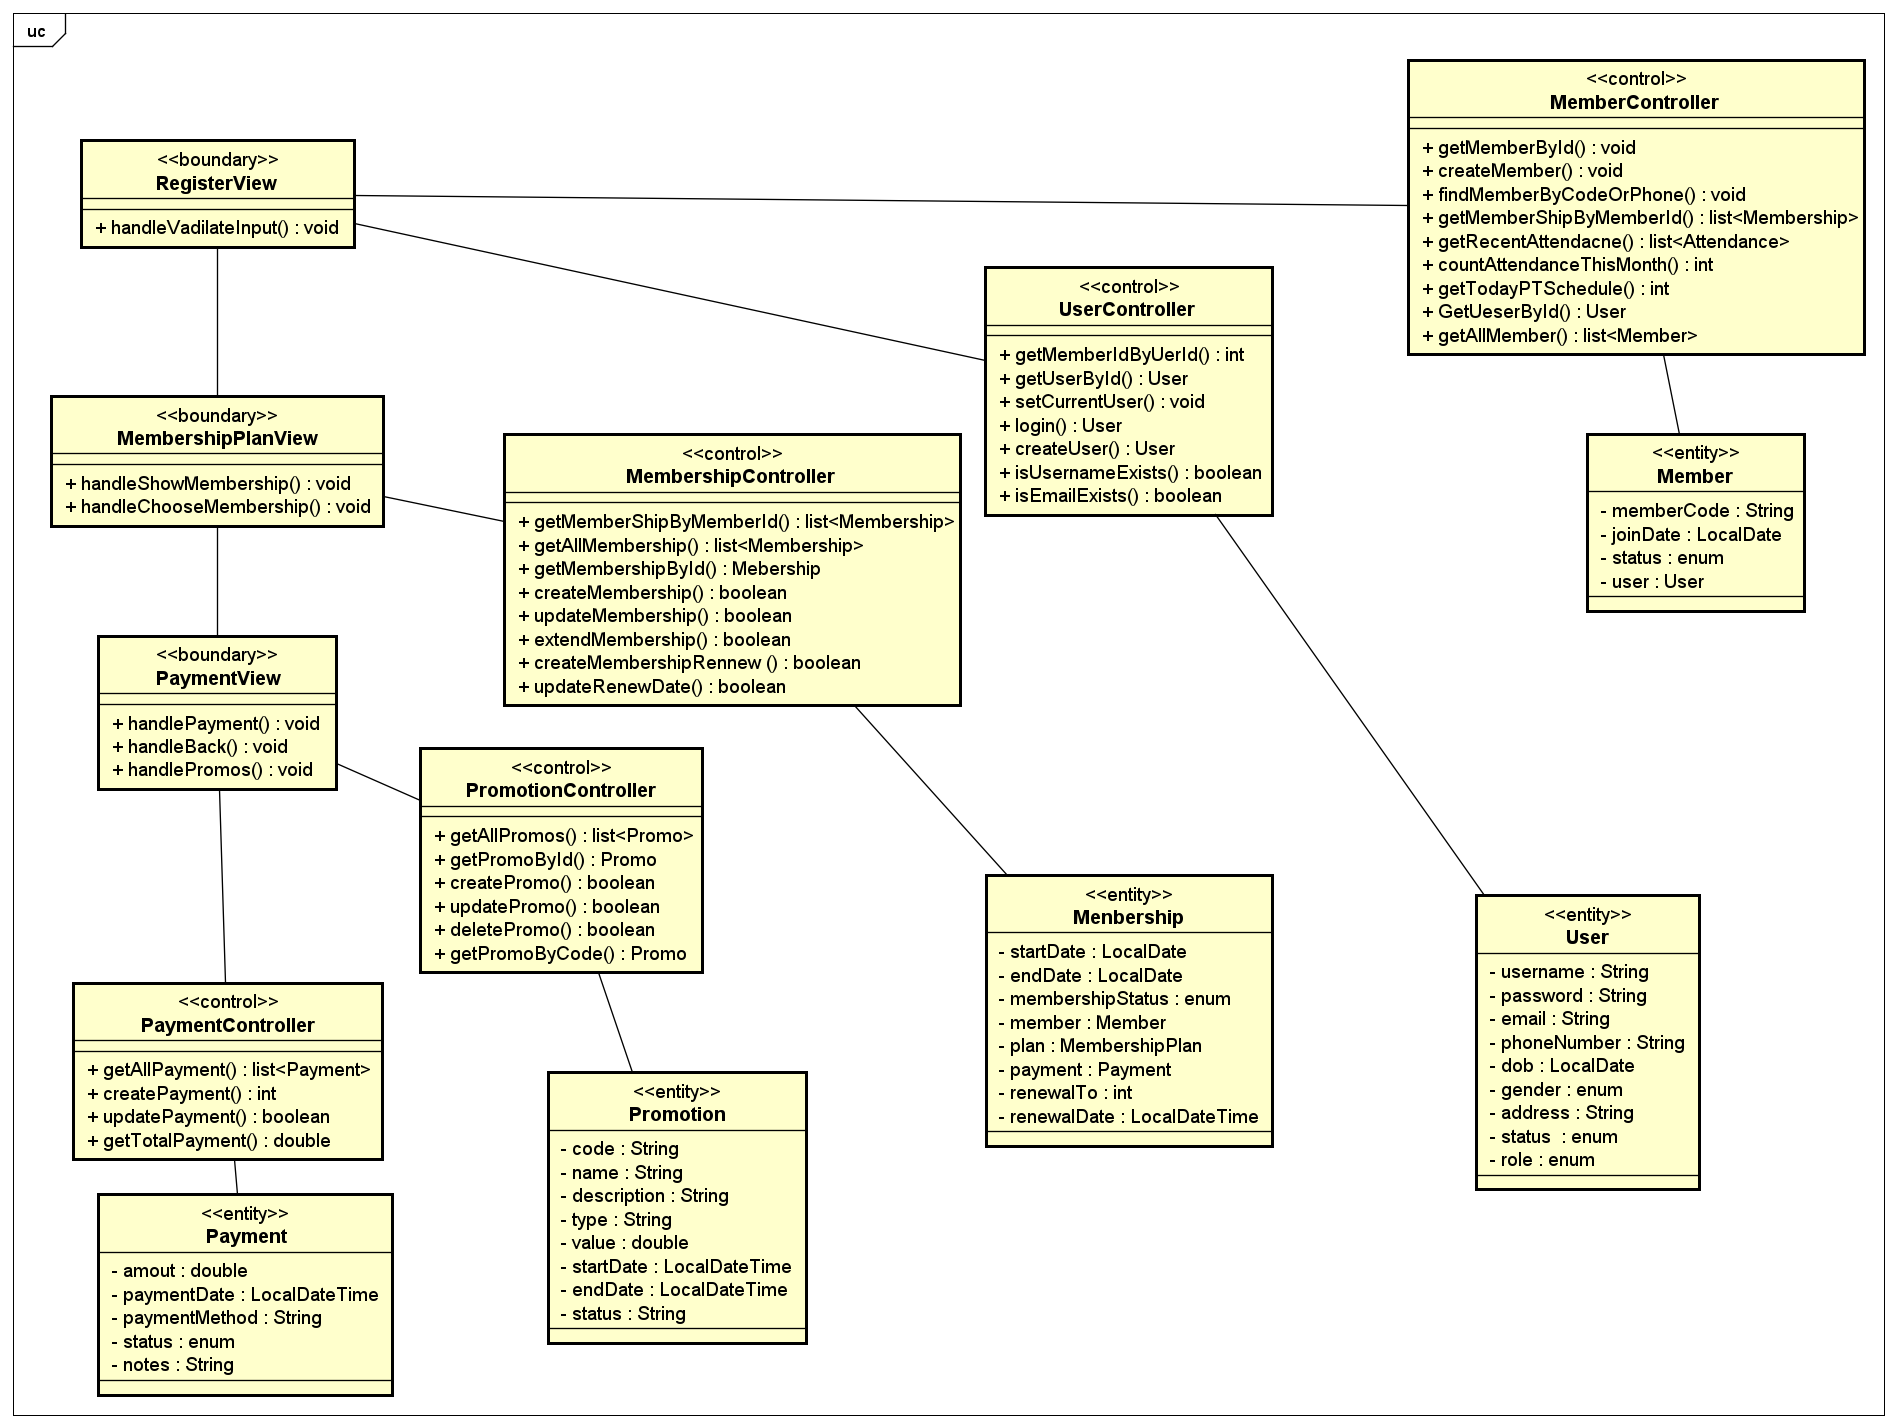 uc
<<control>>
MemberController
+ getMemberById() : void
+ createMember() : void
+ findMemberByCodeOrPhone() : void
+ getMemberShipByMemberId() : list<Membership>
+ getRecentAttendacne() : list<Attendance>
+ countAttendanceThisMonth() : int
+ getTodayPTSchedule() : int
+ GetUeserById() : User
+ getAllMember() : list<Member>
<<boundary>>
RegisterView
+ handleVadilateInput() : void
<<control>>
UserController
+ getMemberIdByUerId() : int
+ getUserById() : User
+ setCurrentUser() : void
+ login() : User
+ createUser() : User
+ isUsernameExists() : boolean
+ isEmailExists() : boolean
<<boundary>>
MembershipPlanView
+ handleShowMembership() : void
+ handleChooseMembership() : void
<<control>>
MembershipController
+ getMemberShipByMemberId() : list<Membership>
+ getAllMembership() : list<Membership>
+ getMembershipById() : Mebership
+ createMembership() : boolean
+ updateMembership() : boolean
+ extendMembership() : boolean
+ createMembershipRennew () : boolean
+ updateRenewDate() : boolean
<<entity>>
Member
- memberCode : String
- joinDate : LocalDate
- status : enum
- user : User
<<boundary>>
PaymentView
+ handlePayment() : void
+ handleBack() : void
+ handlePromos() : void
<<control>>
PromotionController
+ getAllPromos() : list<Promo>
+ getPromoById() : Promo
+ createPromo() : boolean
+ updatePromo() : boolean
+ deletePromo() : boolean
+ getPromoByCode() : Promo
<<entity>>
Menbership
- startDate : LocalDate
- endDate : LocalDate
- membershipStatus : enum
- member : Member
- plan : MembershipPlan
- payment : Payment
- renewalTo : int
- renewalDate : LocalDateTime
<<entity>>
User
- username : String
- password : String
- email : String
- phoneNumber : String
- dob : LocalDate
- gender : enum
- address : String
- status  : enum
- role : enum
<<control>>
PaymentController
+ getAllPayment() : list<Payment>
+ createPayment() : int
+ updatePayment() : boolean
+ getTotalPayment() : double
<<entity>>
Promotion
- code : String
- name : String
- description : String
- type : String
- value : double
- startDate : LocalDateTime
- endDate : LocalDateTime
- status : String
<<entity>>
Payment
- amout : double
- paymentDate : LocalDateTime
- paymentMethod : String
- status : enum
- notes : String